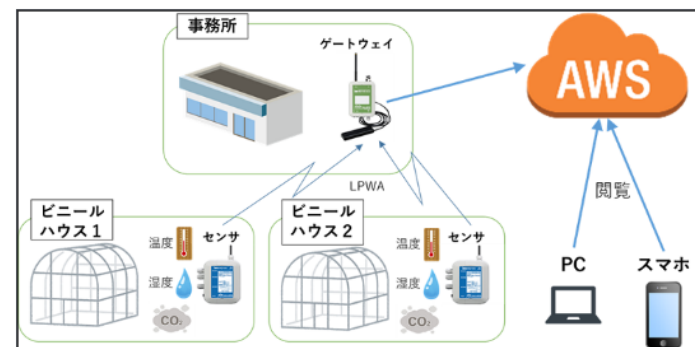 事務所
ゲートウェイ
AWS
LPWA
閲覧
ビニール
ハウス１
温度
センサ
湿度
CO₂
ビニール
ハウス２
温度
センサ
湿度
CO₂
PC
スマホ